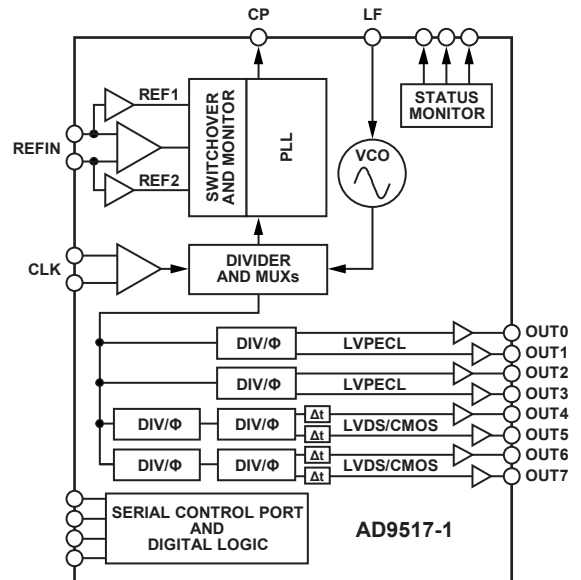 CP
LF
REF1
REFIN
REF2
SWITCHOVER
AND MONITOR
PLL
STATUS
MONITOR
VCO
CLK
DIVIDER
AND MUXs
DIV/Φ
LVPECL
OUT0
OUT1
DIV/Φ
LVPECL
OUT2
OUT3
DIV/Φ
DIV/Φ
Δt
Δt
LVDS/CMOS
OUT4
OUT5
DIV/Φ
DIV/Φ
Δt
Δt
LVDS/CMOS
OUT6
OUT7
SERIAL CONTROL PORT
AND
DIGITAL LOGIC
AD9517-1